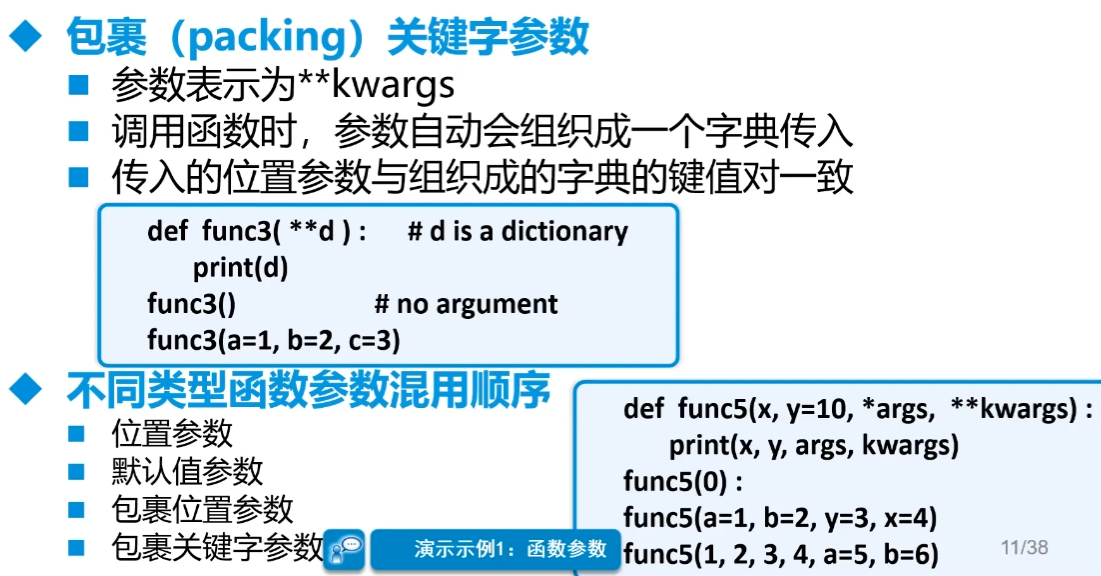 包裹（packing）关键字参数
参数表示为**kwargs
调用函数时，参数自动会组织成一个字典传入
传入的位置参数与组织成的字典的键值对一致
def func3( **d ) : # d is a dictionary
print(d)
func3() # no argument
func3(a=1, b=2, c=3)
不同类型函数参数混用顺序
位置参数
默认值参数
包裹位置参数
包裹关键字参数
演示示例1：函数参数
def func5(x, y=10, *args, **kwargs) :
print(x, y, args, kwargs)
func5(0) :
func5(a=1, b=2, y=3, x=4)
func5(1, 2, 3, 4, a=5, b=6)
11/38